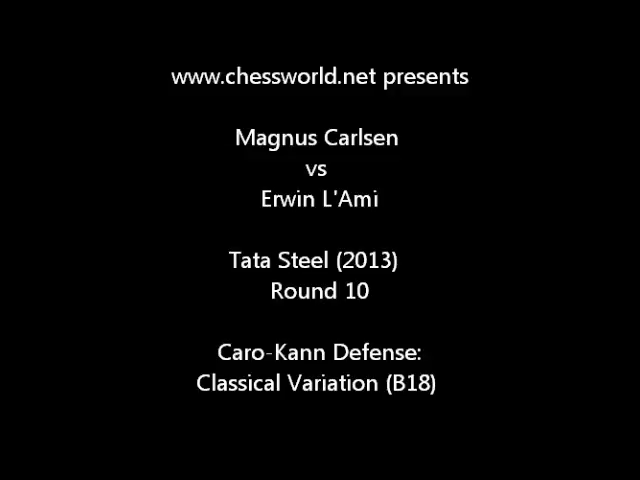 www.chessworld.net presents
Magnus Carlsen
vs
Erwin L'Ami
Tata Steel (2013)
Round 10
Caro-Kann Defense:
Classical Variation (B18)